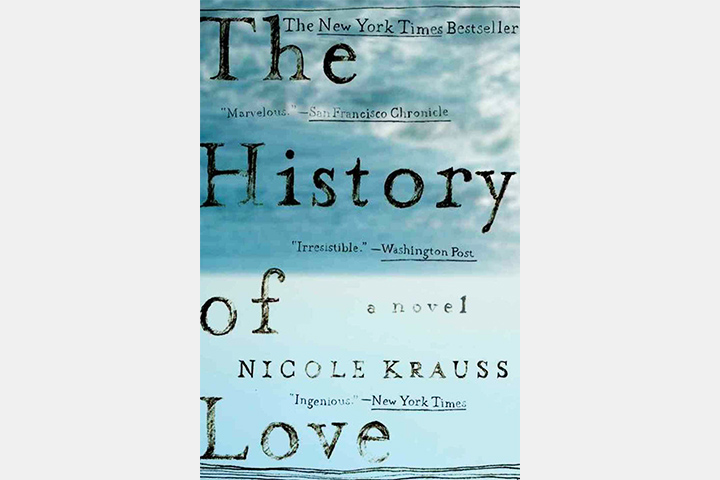 The New York Times Bestseller
The
"Marvelous."—San Francisco Chronicle
History
"Irresistible."—Washington Post
of
a novel
NICOLE KRAUSS
"Ingenious."—New York Times
Love